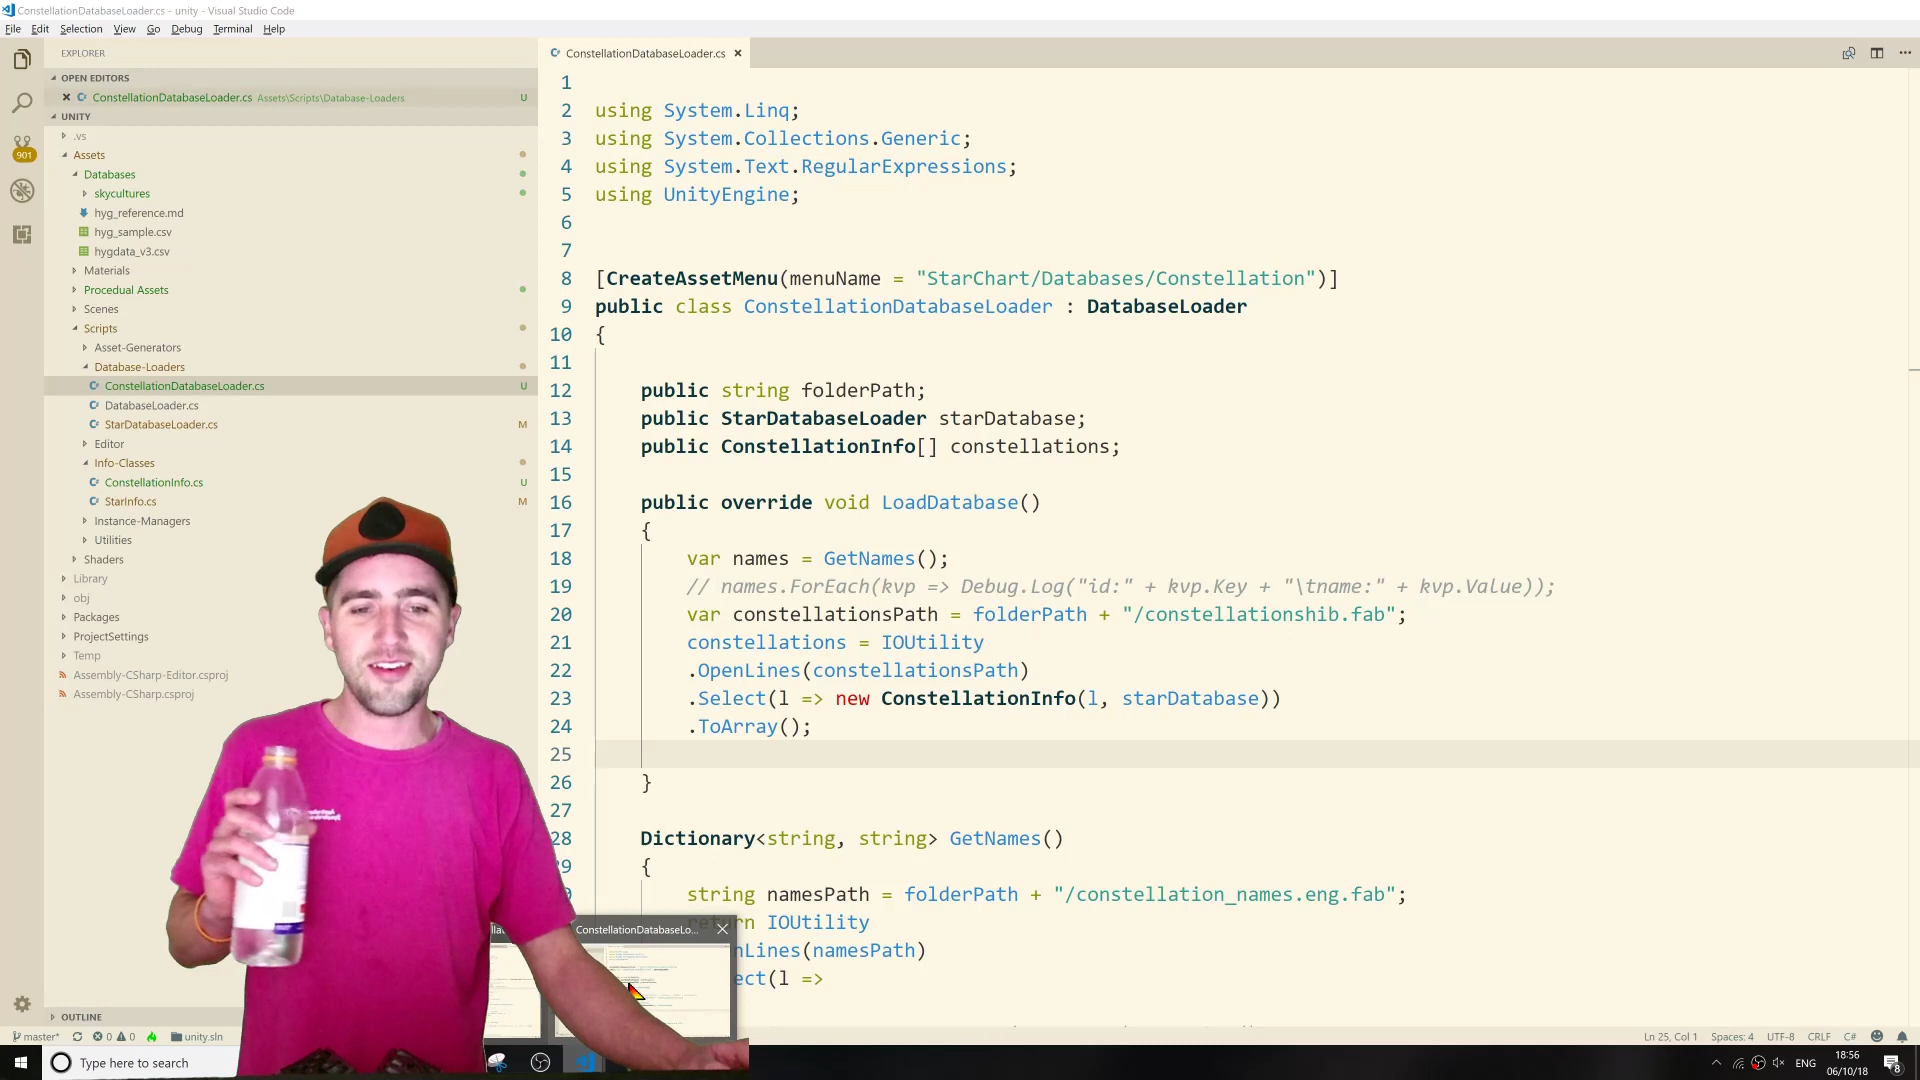 ConstellationDatabaseLoader.cs - unity - Visual Studio Code
File Edit Selection View Go Debug Terminal Help
EXPLORER
OPEN EDITORS
ConstellationDatabaseLoader.cs Assets\Scripts\Database-Loaders U
UNITY
.vs
Assets
Databases
skycultures
hyg_reference.md
hyg_sample.csv
hygdata_v3.csv
Materials
Procedual Assets
Scenes
Scripts
Asset-Generators
Database-Loaders
ConstellationDatabaseLoader.cs U
DatabaseLoader.cs
StarDatabaseLoader.cs M
Editor
Info-Classes
ConstellationInfo.cs U
StarInfo.cs M
Instance-Managers
Utilities
Shaders
Library
obj
Packages
ProjectSettings
Temp
Assembly-CSharp-Editor.csproj
Assembly-CSharp.csproj
OUTLINE
901
ConstellationDatabaseLoader.cs
1
2 using System.Linq;
3 using System.Collections.Generic;
4 using System.Text.RegularExpressions;
5 using UnityEngine;
6
7
8 [CreateAssetMenu(menuName = "StarChart/Databases/Constellation")]
9 public class ConstellationDatabaseLoader : DatabaseLoader
10 {
11
12 public string folderPath;
13 public StarDatabaseLoader starDatabase;
14 public ConstellationInfo[] constellations;
15
16 public override void LoadDatabase()
17 {
18 var names = GetNames();
19 // names.ForEach(kvp => Debug.Log("id:" + kvp.Key + "\tname:" + kvp.Value));
20 var constellationsPath = folderPath + "/constellationshib.fab";
21 constellations = IOUtility
22 .OpenLines(constellationsPath)
23 .Select(l => new ConstellationInfo(l, starDatabase))
24 .ToArray();
25
26 }
27
28 Dictionary<string, string> GetNames()
9 {
string namesPath = folderPath + "/constellation_names.eng.fab";
return IOUtility
nLines(namesPath)
ect(l =>
ConstellationDatabaseLo...
master* 0 0 unity.sln
Ln 25, Col 1 Spaces: 4 UTF-8 CRLF C#
Type here to search
ENG
18:56
06/10/18
8